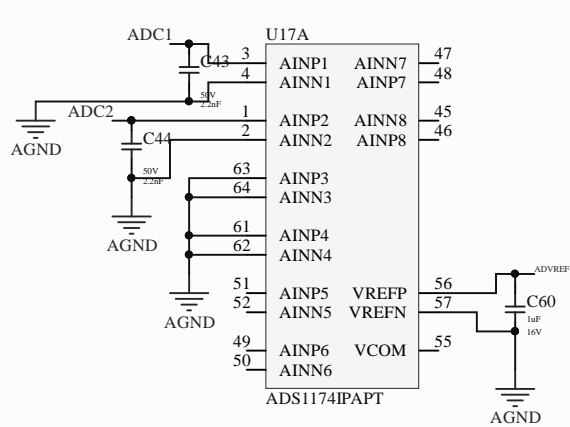 U17A
ADC1
C43
50V
2.2nF
AGND
ADC2
C44
50V
2.2nF
AGND
AGND
3 AINP1 AINN7 47
4 AINN1 AINP7 48
1 AINP2 AINN8 45
2 AINN2 AINP8 46
63 AINP3
64 AINN3
61 AINP4
62 AINN4
51 AINP5 VREFP 56
52 AINN5 VREFN 57
49 AINP6 VCOM 55
50 AINN6
ADS1174IPAPT
ADVREF
C60
1uF
16V
AGND